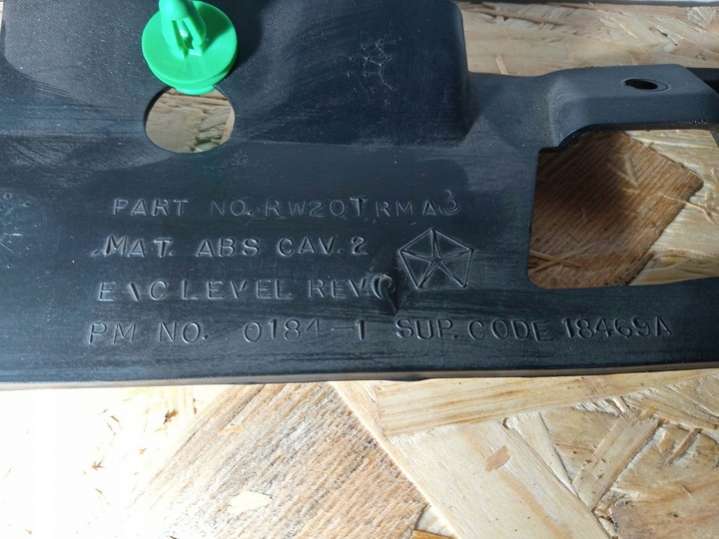 PART NO. RW20TRMA3
MAT. ABS CAV. 2
E\C LEVEL REV.
PM NO. 0184-1 SUP. CODE 18469A